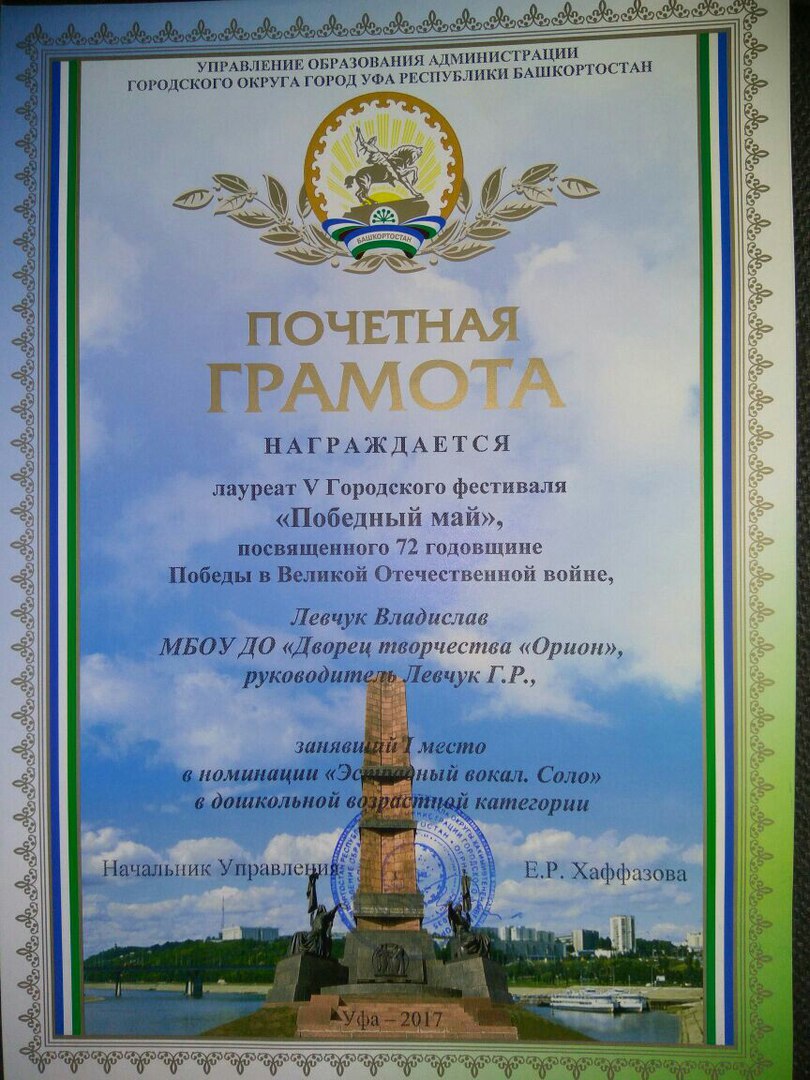 УПРАВЛЕНИЕ ОБРАЗОВАНИЯ АДМИНИСТРАЦИИ
ГОРОДСКОГО ОКРУГА ГОРОД УФА РЕСПУБЛИКИ БАШКОРТОСТАН
БАШКОРТОСТАН
ПОЧЕТНАЯ
ГРАМОТА
НАГРАЖДАЕТСЯ
лауреат V Городского фестиваля
«Победный май»,
посвященного 72 годовщине
Победы в Великой Отечественной войне,
Левчук Владислав
МБОУ ДО «Дворец творчества «Орион»,
руководитель Левчук Г.Р.,
занявший I место
в номинации «Эстрадный вокал. Соло»
в дошкольной возрастной категории
Начальник Управления
Е.Р. Хаффазова
Уфа – 2017